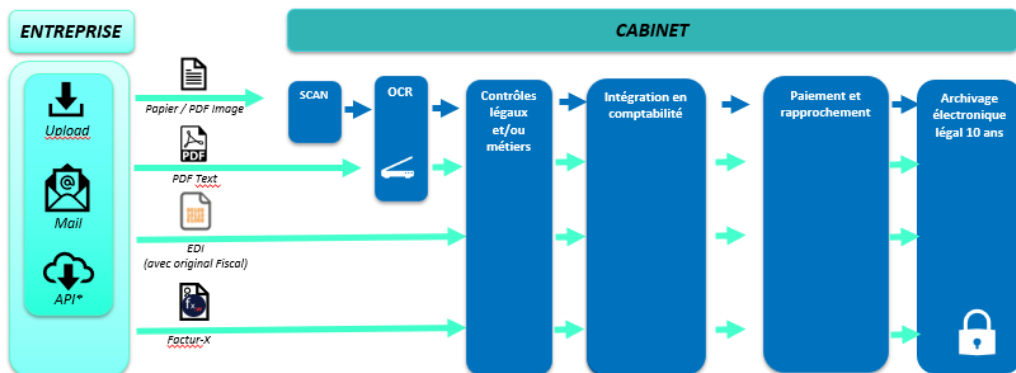 ENTREPRISE
CABINET
Upload
@
Mail
API*
Papier / PDF Image
PDF
PDF Text
EDI
(avec original Fiscal)
Factur-X
SCAN
OCR
Contrôles
légaux
et/ou
métiers
Intégration en
comptabilité
Paiement et
rapprochement
Archivage
électronique
légal 10 ans